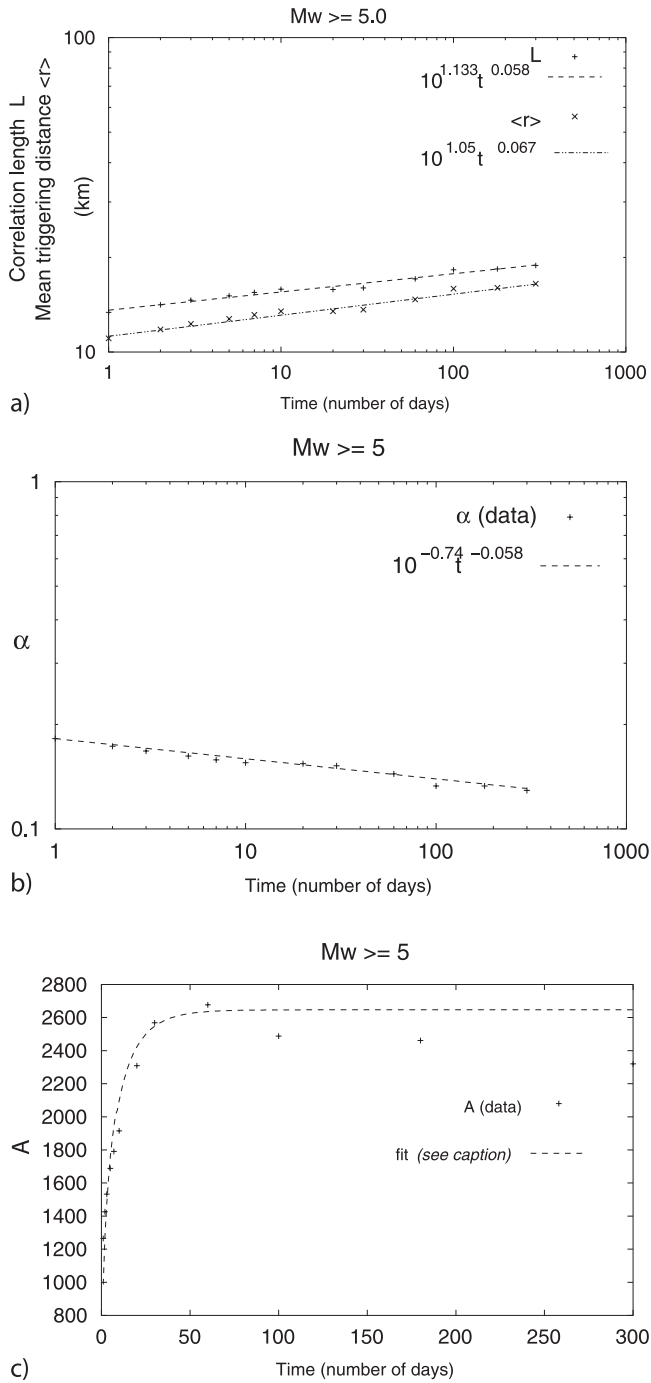 Mw >= 5.0
Correlation length L
Mean triggering distance <r>
(km)
100
10
L
10^1.133 t^0.058
<r>
10^1.05 t^0.067
1 10 100 1000
Time (number of days)
a)
Mw >= 5
α
1
0.1
α (data)
10^−0.74 t^−0.058
1 10 100 1000
Time (number of days)
b)
Mw >= 5
A
2800
2600
2400
2200
2000
1800
1600
1400
1200
1000
800
A (data)
fit (see caption)
0 50 100 150 200 250 300
Time (number of days)
c)